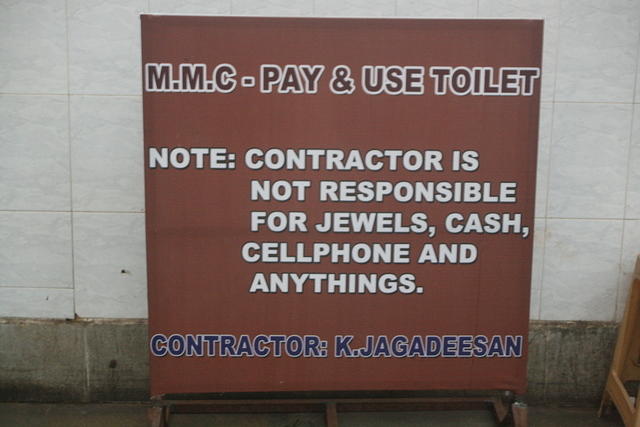 M.M.C - PAY & USE TOILET
NOTE: CONTRACTOR IS
NOT RESPONSIBLE
FOR JEWELS, CASH,
CELLPHONE AND
ANYTHINGS.
CONTRACTOR: K.JAGADEESAN